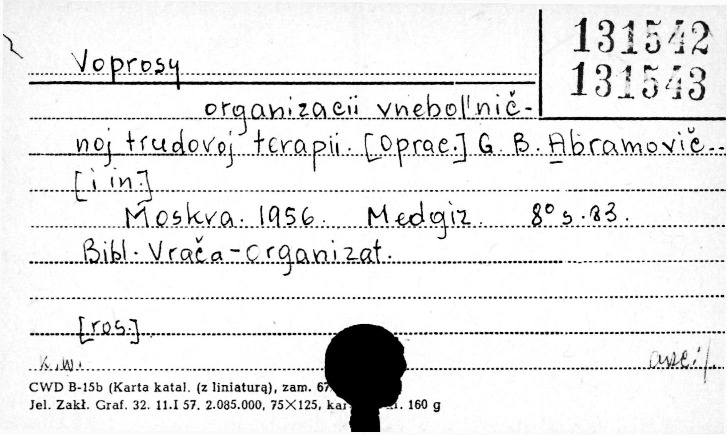 131542
131543
Voprosy
organizacii vnebol'nič-
noj trudovoj terapii. [oprac.] G. B. Abramovič..
[i in.]
Moskva. 1956. Medgiz. 8° s. 83.
Bibl. Vrača-organizat.
[ros.]
k.w.
CWD B-15b (Karta katal. (z liniaturą), zam. 67
Jel. Zakł. Graf. 32. 11.I 57. 2.085.000, 75×125, kar 160 g